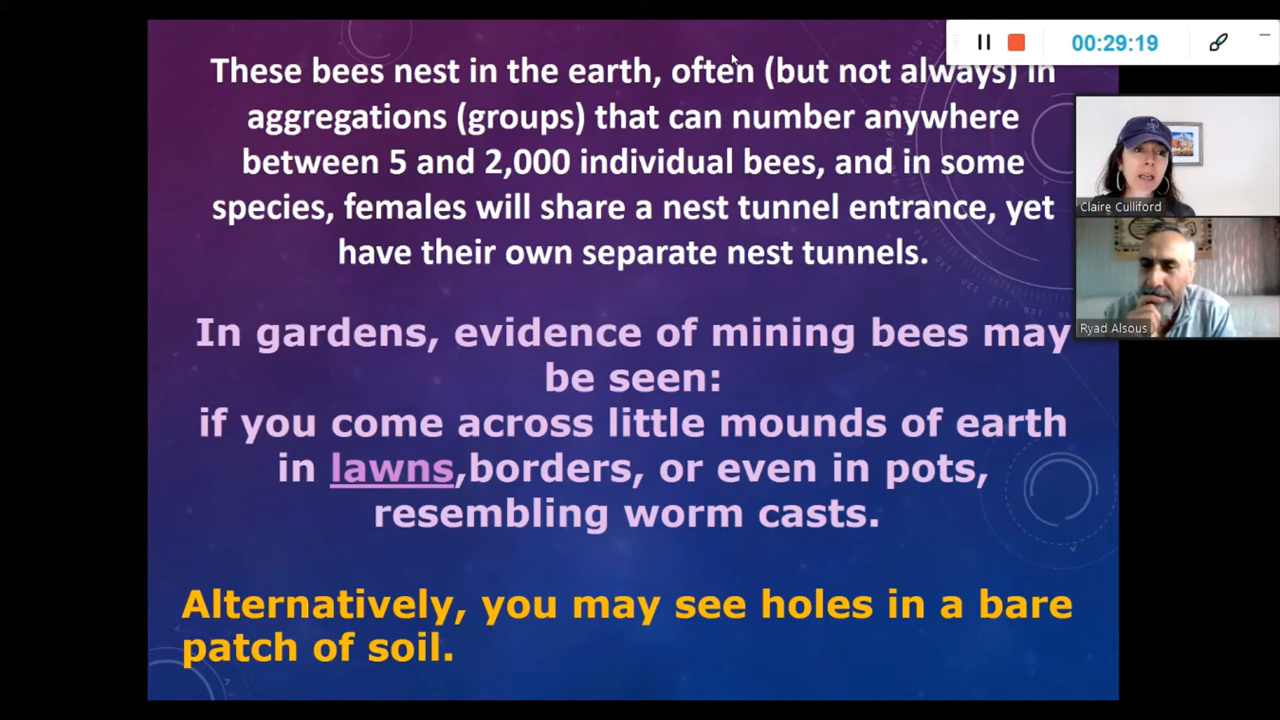 These bees nest in the earth, often (but not always) in
aggregations (groups) that can number anywhere
between 5 and 2,000 individual bees, and in some
species, females will share a nest tunnel entrance, yet
have their own separate nest tunnels.
In gardens, evidence of mining bees may
be seen:
if you come across little mounds of earth
in lawns,borders, or even in pots,
resembling worm casts.
Alternatively, you may see holes in a bare
patch of soil.
00:29:19
Claire Culliford
Ryad Alsous